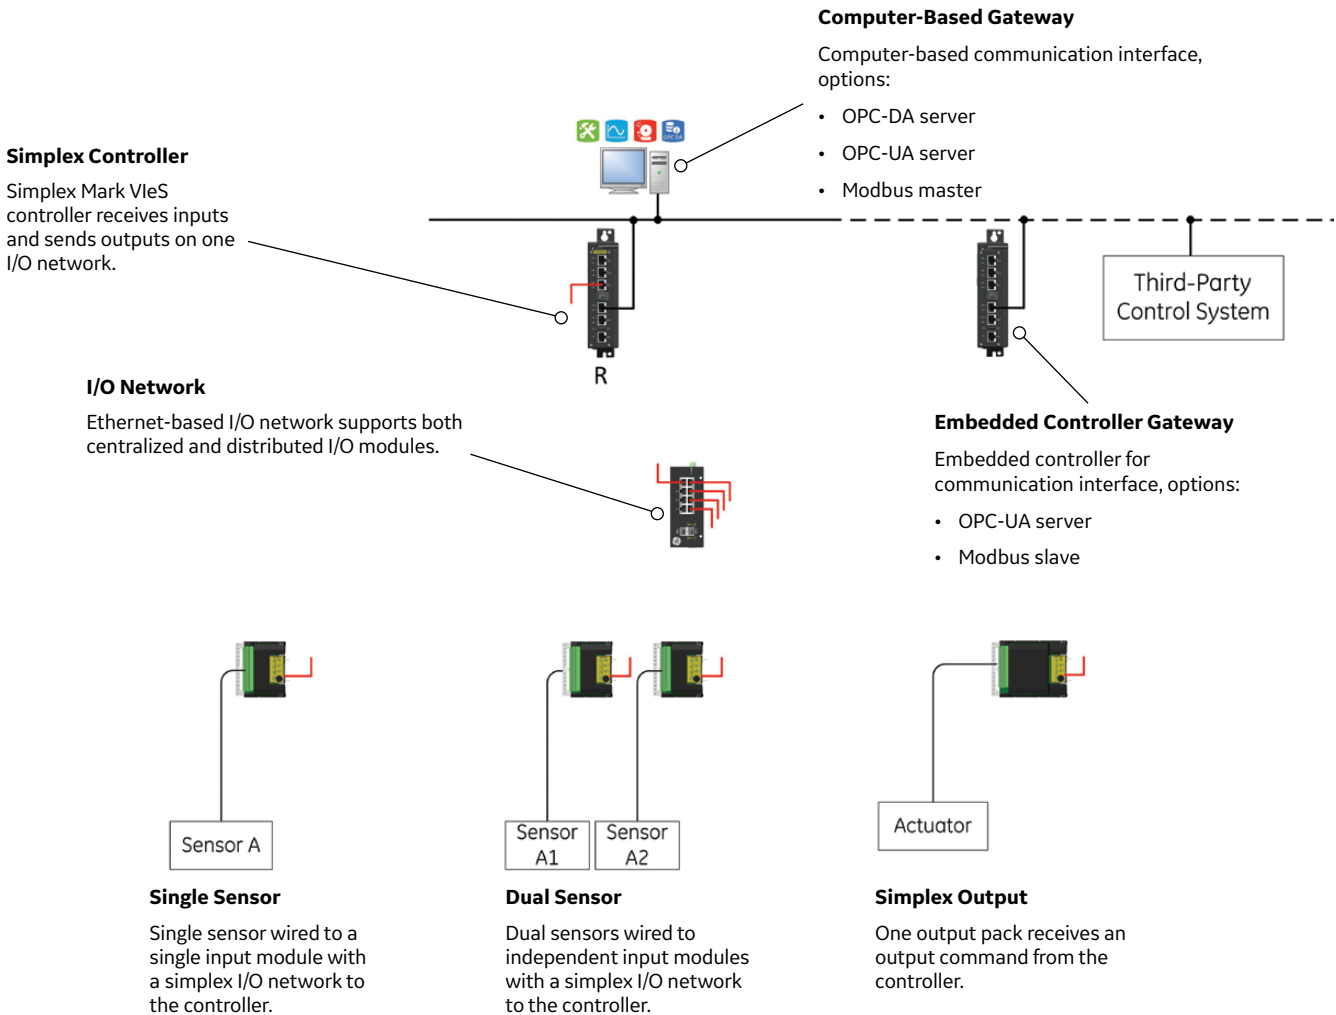 Computer-Based Gateway
Computer-based communication interface,
options:
• OPC-DA server
• OPC-UA server
• Modbus master
OPC DA
Simplex Controller
Simplex Mark VIeS
controller receives inputs
and sends outputs on one
I/O network.
Third-Party
Control System
R
I/O Network
Ethernet-based I/O network supports both
centralized and distributed I/O modules.
Embedded Controller Gateway
Embedded controller for
communication interface, options:
• OPC-UA server
• Modbus slave
Sensor A
Sensor
A1
Sensor
A2
Actuator
Single Sensor
Single sensor wired to a
single input module with
a simplex I/O network to
the controller.
Dual Sensor
Dual sensors wired to
independent input modules
with a simplex I/O network
to the controller.
Simplex Output
One output pack receives an
output command from the
controller.